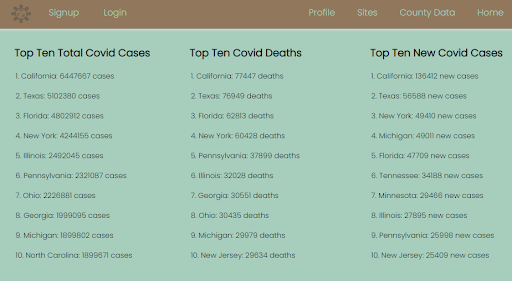 Signup Login Profile Sites County Data Home
Top Ten Total Covid Cases
1. California: 6447667 cases
2. Texas: 5102380 cases
3. Florida: 4802912 cases
4. New York: 4244155 cases
5. Illinois: 2492045 cases
6. Pennsylvania: 2321087 cases
7. Ohio: 2226881 cases
8. Georgia: 1999095 cases
9. Michigan: 1899802 cases
10. North Carolina: 1899671 cases
Top Ten Covid Deaths
1. California: 77447 deaths
2. Texas: 76949 deaths
3. Florida: 62813 deaths
4. New York: 60428 deaths
5. Pennsylvania: 37899 deaths
6. Illinois: 32028 deaths
7. Georgia: 30551 deaths
8. Ohio: 30435 deaths
9. Michigan: 29979 deaths
10. New Jersey: 29634 deaths
Top Ten New Covid Cases
1. California: 136412 new cases
2. Texas: 56588 new cases
3. New York: 49410 new cases
4. Michigan: 49011 new cases
5. Florida: 47709 new cases
6. Tennessee: 34188 new cases
7. Minnesota: 29466 new cases
8. Illinois: 27895 new cases
9. Pennsylvania: 25998 new cases
10. New Jersey: 25409 new cases